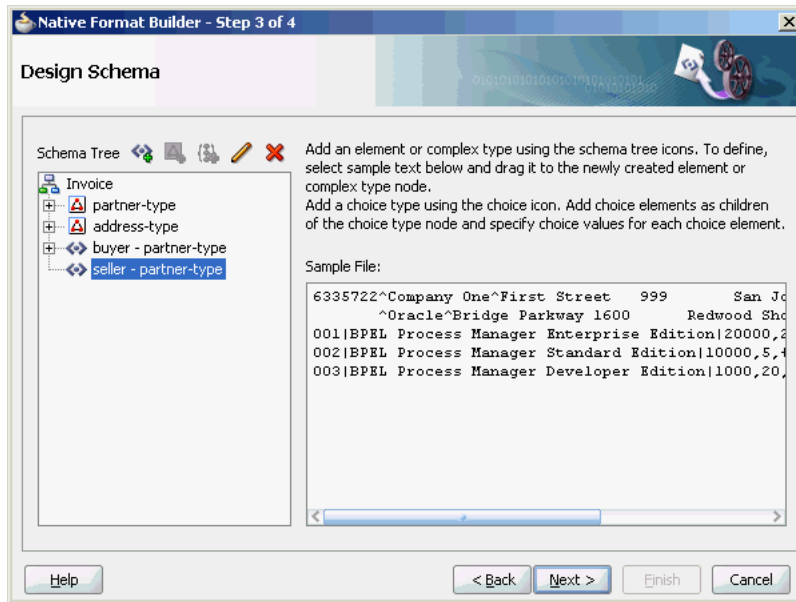 Native Format Builder - Step 3 of 4
Design Schema
Schema Tree
Invoice
partner-type
address-type
buyer - partner-type
seller - partner-type
Add an element or complex type using the schema tree icons. To define,
select sample text below and drag it to the newly created element or
complex type node.
Add a choice type using the choice icon. Add choice elements as children
of the choice type node and specify choice values for each choice element.
Sample File:
6335722^Company One^First Street 999 San Jo
^Oracle^Bridge Parkway 1600 Redwood Sho
001|BPEL Process Manager Enterprise Edition|20000,2
002|BPEL Process Manager Standard Edition|10000,5,
003|BPEL Process Manager Developer Edition|1000,20,
Help
< Back
Next >
Finish
Cancel